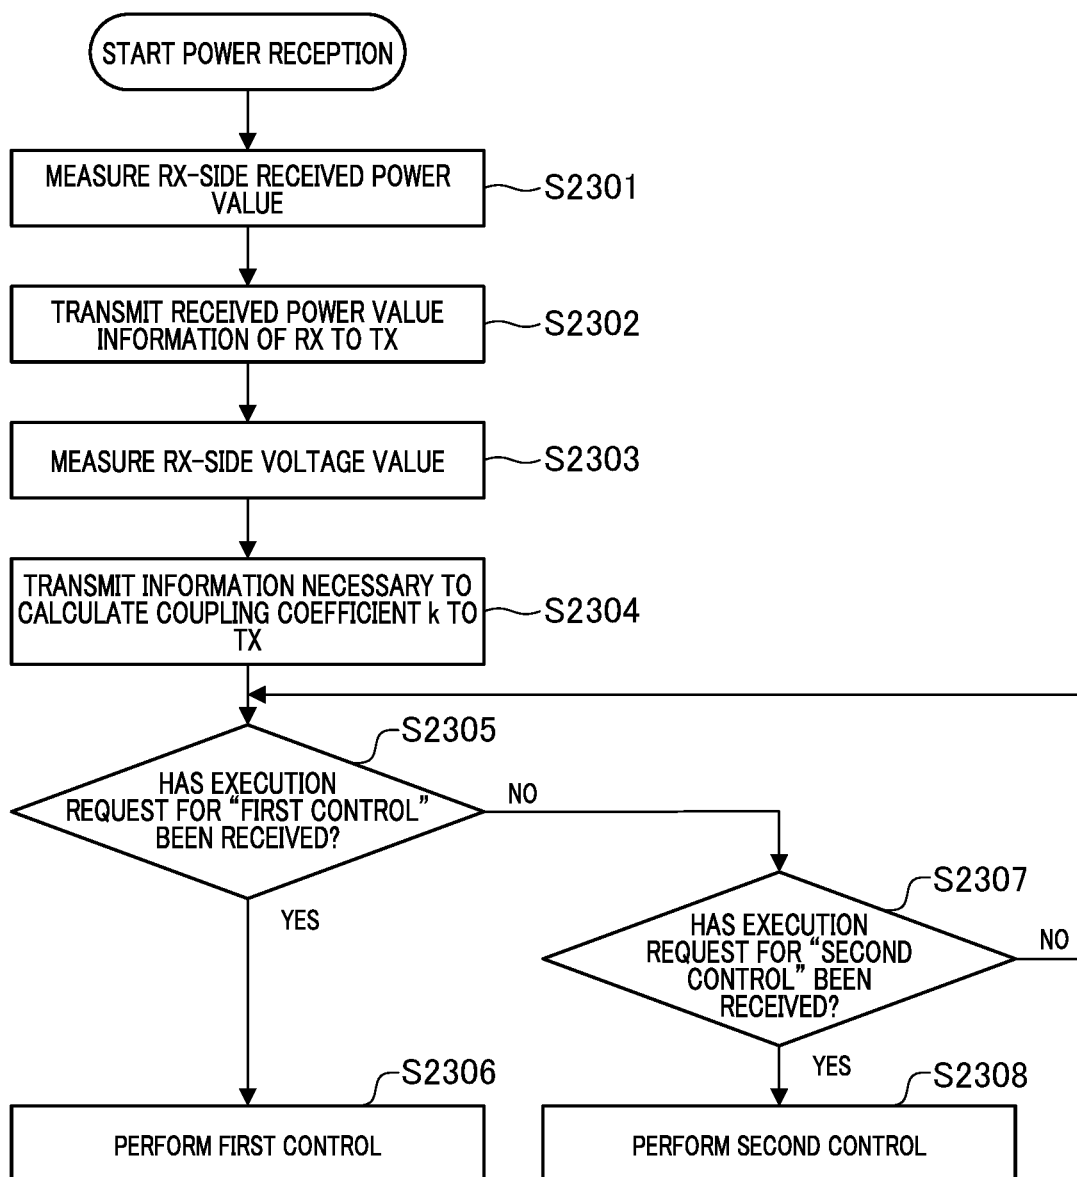 START POWER RECEPTION
MEASURE RX-SIDE RECEIVED POWER
VALUE
S2301
TRANSMIT RECEIVED POWER VALUE
INFORMATION OF RX TO TX
S2302
MEASURE RX-SIDE VOLTAGE VALUE
S2303
TRANSMIT INFORMATION NECESSARY TO
CALCULATE COUPLING COEFFICIENT k TO
TX
S2304
S2305
HAS EXECUTION
REQUEST FOR “FIRST CONTROL”
BEEN RECEIVED?
NO
YES
S2307
HAS EXECUTION
REQUEST FOR “SECOND
CONTROL” BEEN
RECEIVED?
NO
YES
S2306
PERFORM FIRST CONTROL
S2308
PERFORM SECOND CONTROL